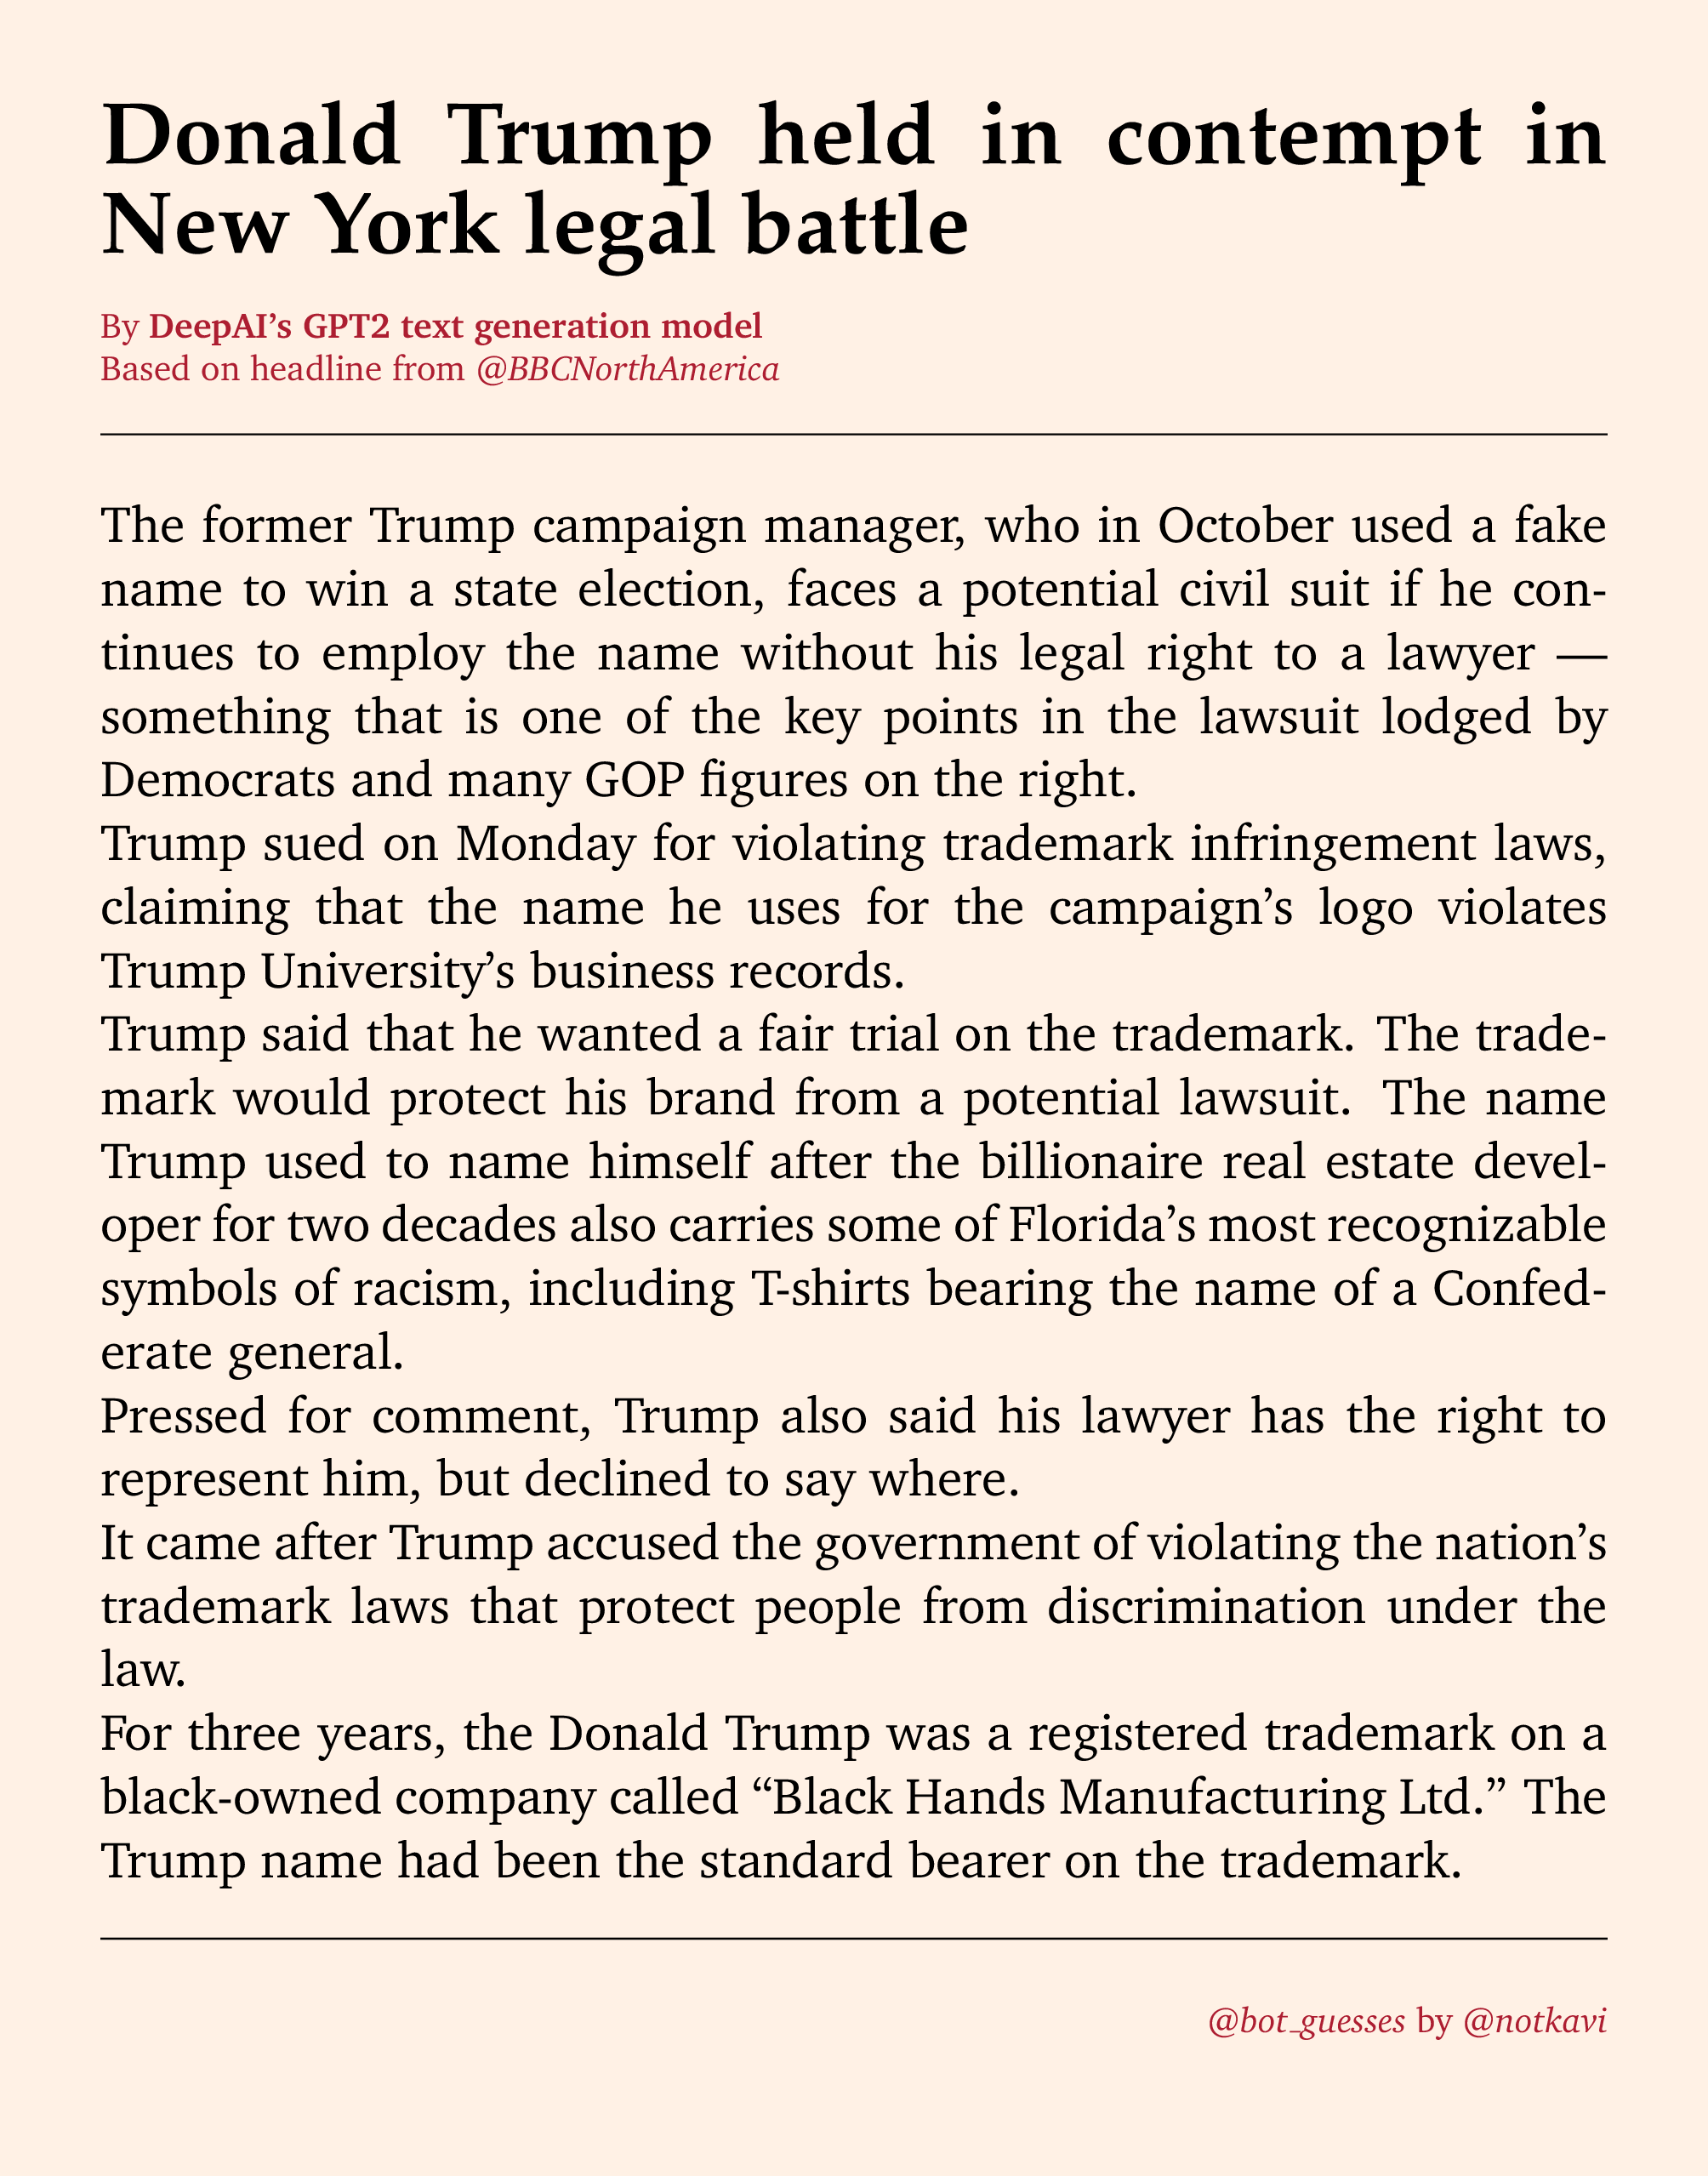 Donald Trump held in contempt in
New York legal battle
By DeepAI’s GPT2 text generation model
Based on headline from @BBCNorthAmerica
The former Trump campaign manager, who in October used a fake
name to win a state election, faces a potential civil suit if he con-
tinues to employ the name without his legal right to a lawyer —
something that is one of the key points in the lawsuit lodged by
Democrats and many GOP figures on the right.
Trump sued on Monday for violating trademark infringement laws,
claiming that the name he uses for the campaign’s logo violates
Trump University’s business records.
Trump said that he wanted a fair trial on the trademark. The trade-
mark would protect his brand from a potential lawsuit. The name
Trump used to name himself after the billionaire real estate devel-
oper for two decades also carries some of Florida’s most recognizable
symbols of racism, including T-shirts bearing the name of a Confed-
erate general.
Pressed for comment, Trump also said his lawyer has the right to
represent him, but declined to say where.
It came after Trump accused the government of violating the nation’s
trademark laws that protect people from discrimination under the
law.
For three years, the Donald Trump was a registered trademark on a
black-owned company called “Black Hands Manufacturing Ltd.” The
Trump name had been the standard bearer on the trademark.
@bot_guesses by @notkavi